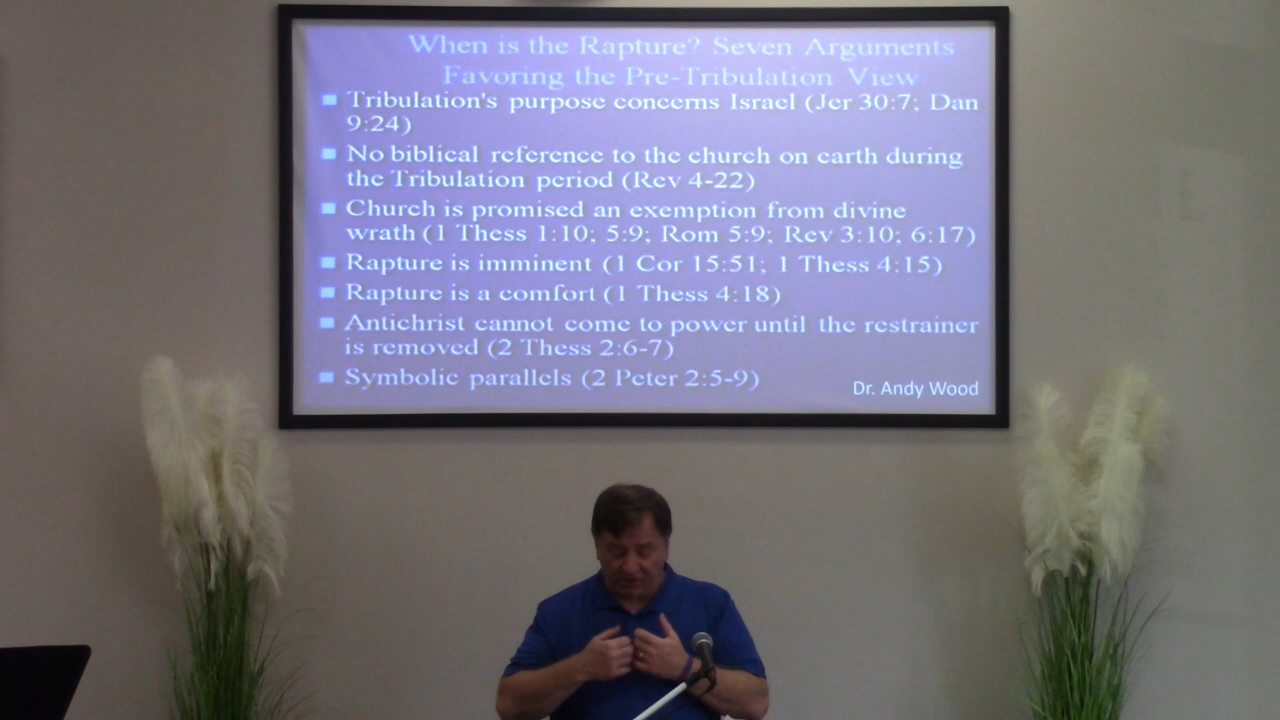 When is the Rapture? Seven Arguments
Favoring the Pre-Tribulation View
Tribulation's purpose concerns Israel (Jer 30:7; Dan
9:24)
No biblical reference to the church on earth during
the Tribulation period (Rev 4-22)
Church is promised an exemption from divine
wrath (1 Thess 1:10; 5:9; Rom 5:9; Rev 3:10; 6:17)
Rapture is imminent (1 Cor 15:51; 1 Thess 4:15)
Rapture is a comfort (1 Thess 4:18)
Antichrist cannot come to power until the restrainer
is removed (2 Thess 2:6-7)
Symbolic parallels (2 Peter 2:5-9)
Dr. Andy Wood